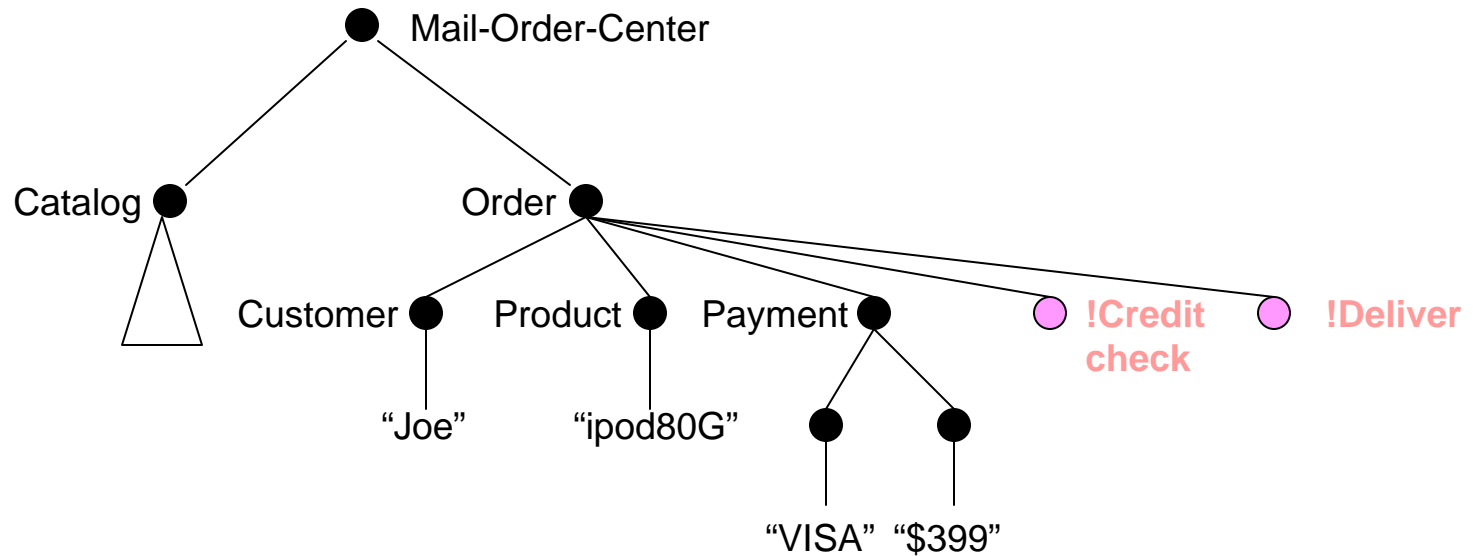 Mail-Order-Center
Catalog
Order
Customer
Product
Payment
!Credit
check
!Deliver
“Joe”
“ipod80G”
“VISA”
“$399”